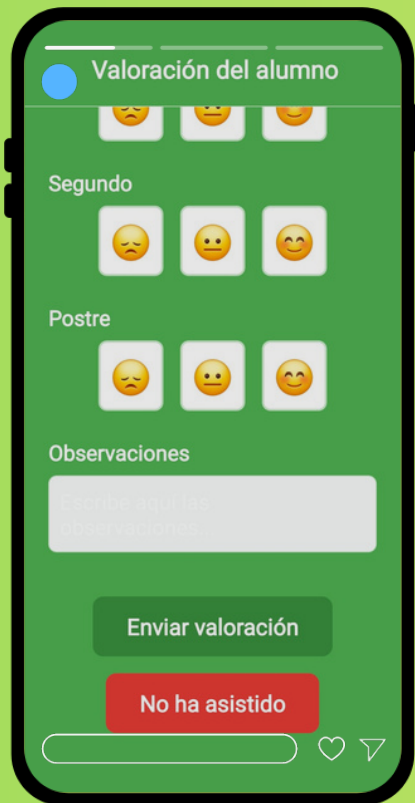 Valoración del alumno
Segundo
Postre
Observaciones
Escribe aquí las
observaciones
Enviar valoración
No ha asistido